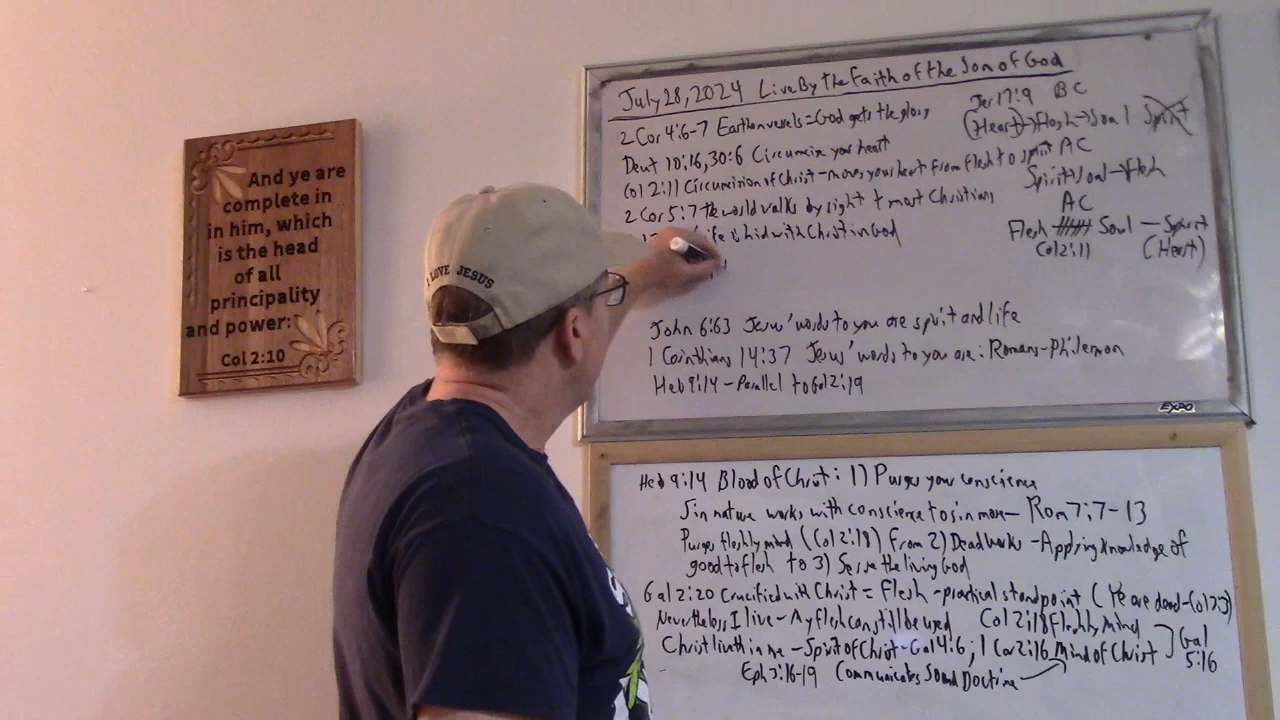 And ye are
complete in
in him, which
is the head
of all
principality
and power:
Col 2:10
I LOVE JESUS
July 28, 2024 Live By the Faith of the Son of God
2 Cor 4:6-7 Earthen vessels = God gets the glory
Deut 10:16, 30:6 Circumcise your heart
Col 2:11 Circumcision of Christ - moves your heart from flesh to spirit
2 Cor 5:7 the world walks by sight + most Christians
life is hid with Christ in God
Jer 17:9 BC
(Heart) → Flesh → Soul Spirit
AC
Spirit → Soul → Flesh
AC
Flesh Soul - Spirit
Col 2:11 (Heart)
John 6:63 Jesus' words to you are spirit and life
1 Corinthians 14:37 Jesus' words to you are: Romans-Philemon
Heb 9:14 - Parallel to Gal 2:19
EXPO
Heb 9:14 Blood of Christ: 1) Purges your conscience
Sin nature works with conscience to sin more - Rom 7:7-13
Purges fleshly mind (Col 2:18) from 2) Dead works - Applying knowledge of
good to flesh to 3) Serve the living God
Gal 2:20 Crucified with Christ = Flesh - practical standpoint (Ye are dead - Col 3:3)
Nevertheless I live - My flesh can still be used Col 2:18 Fleshly Mind
Christ liveth in me - Spirit of Christ - Gal 4:6; 1 Cor 2:16 Mind of Christ ] Gal 5:16
Eph 3:16-19 Communicates Sound Doctrine